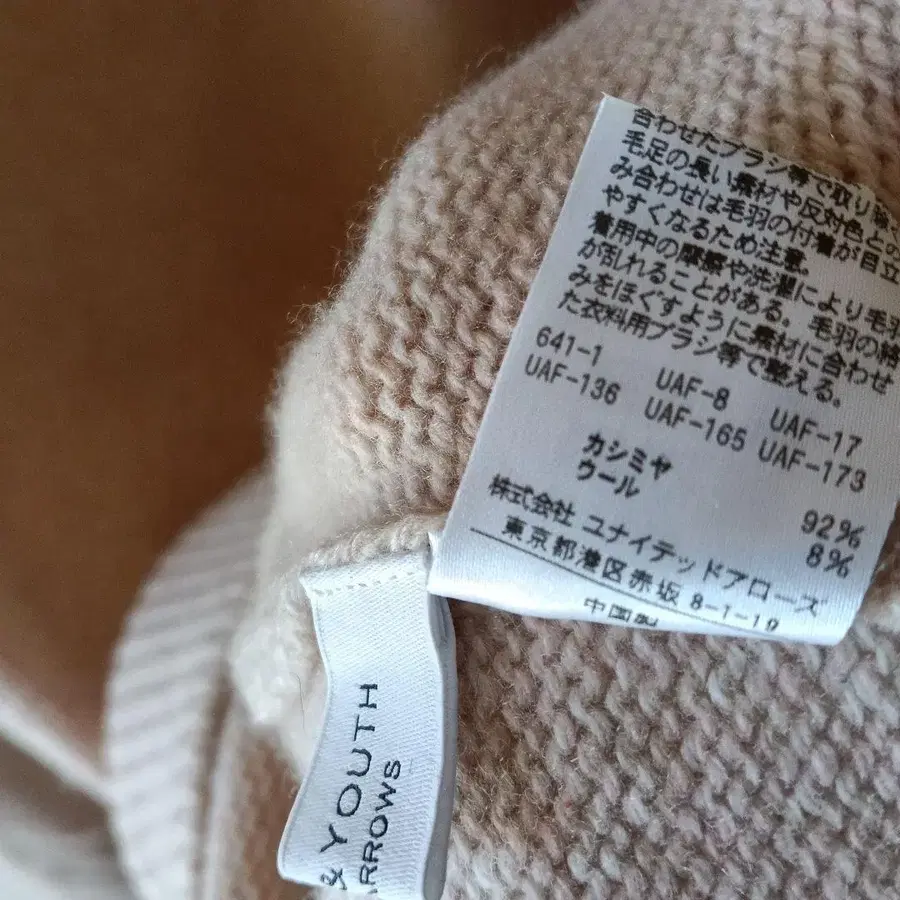 合わせたブラシ等で取り除く
毛足の長い素材や反対色との
み合わせは毛羽の付着が目立
やすくなるため注意。
着用中の摩擦や洗濯により毛羽
が乱れることがある。毛羽の絡
みをほぐすように素材に合わせ
た衣料用ブラシ等で整える。
641-1 UAF-8 UAF-17
UAF-136 UAF-165 UAF-173
カシミヤ 92%
ウール 8%
株式会社 ユナイテッドアローズ
東京都港区赤坂 8-1-19
中国製
& YOUTH
ARROWS